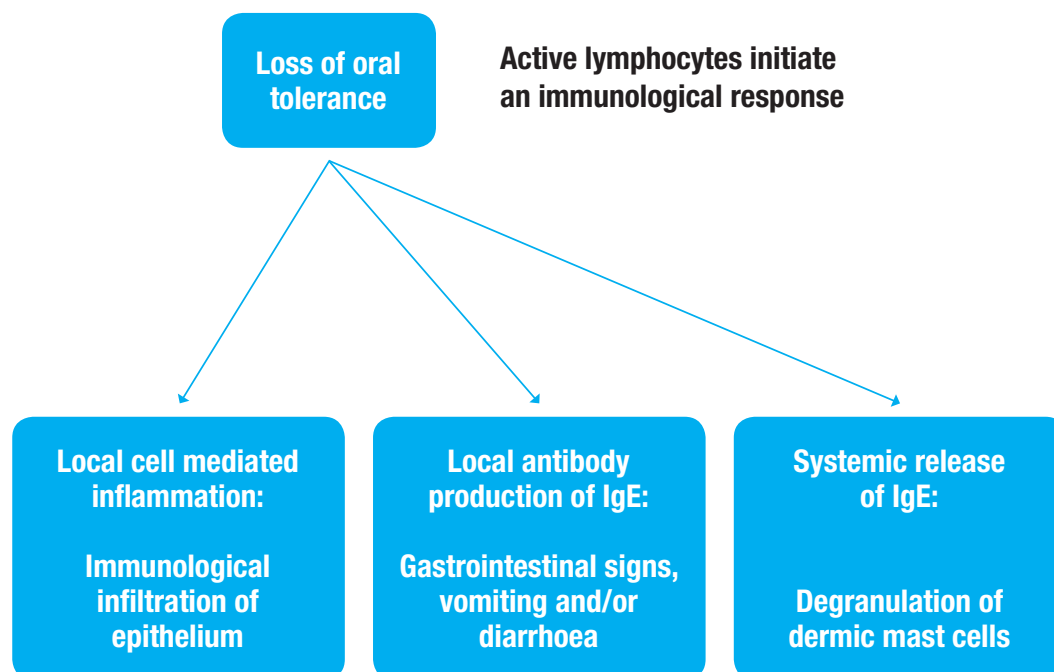 Loss of oral
tolerance
Active lymphocytes initiate
an immunological response
Local cell mediated
inflammation:
Immunological
infiltration of
epithelium
Local antibody
production of IgE:
Gastrointestinal signs,
vomiting and/or
diarrhoea
Systemic release
of IgE:
Degranulation of
dermic mast cells